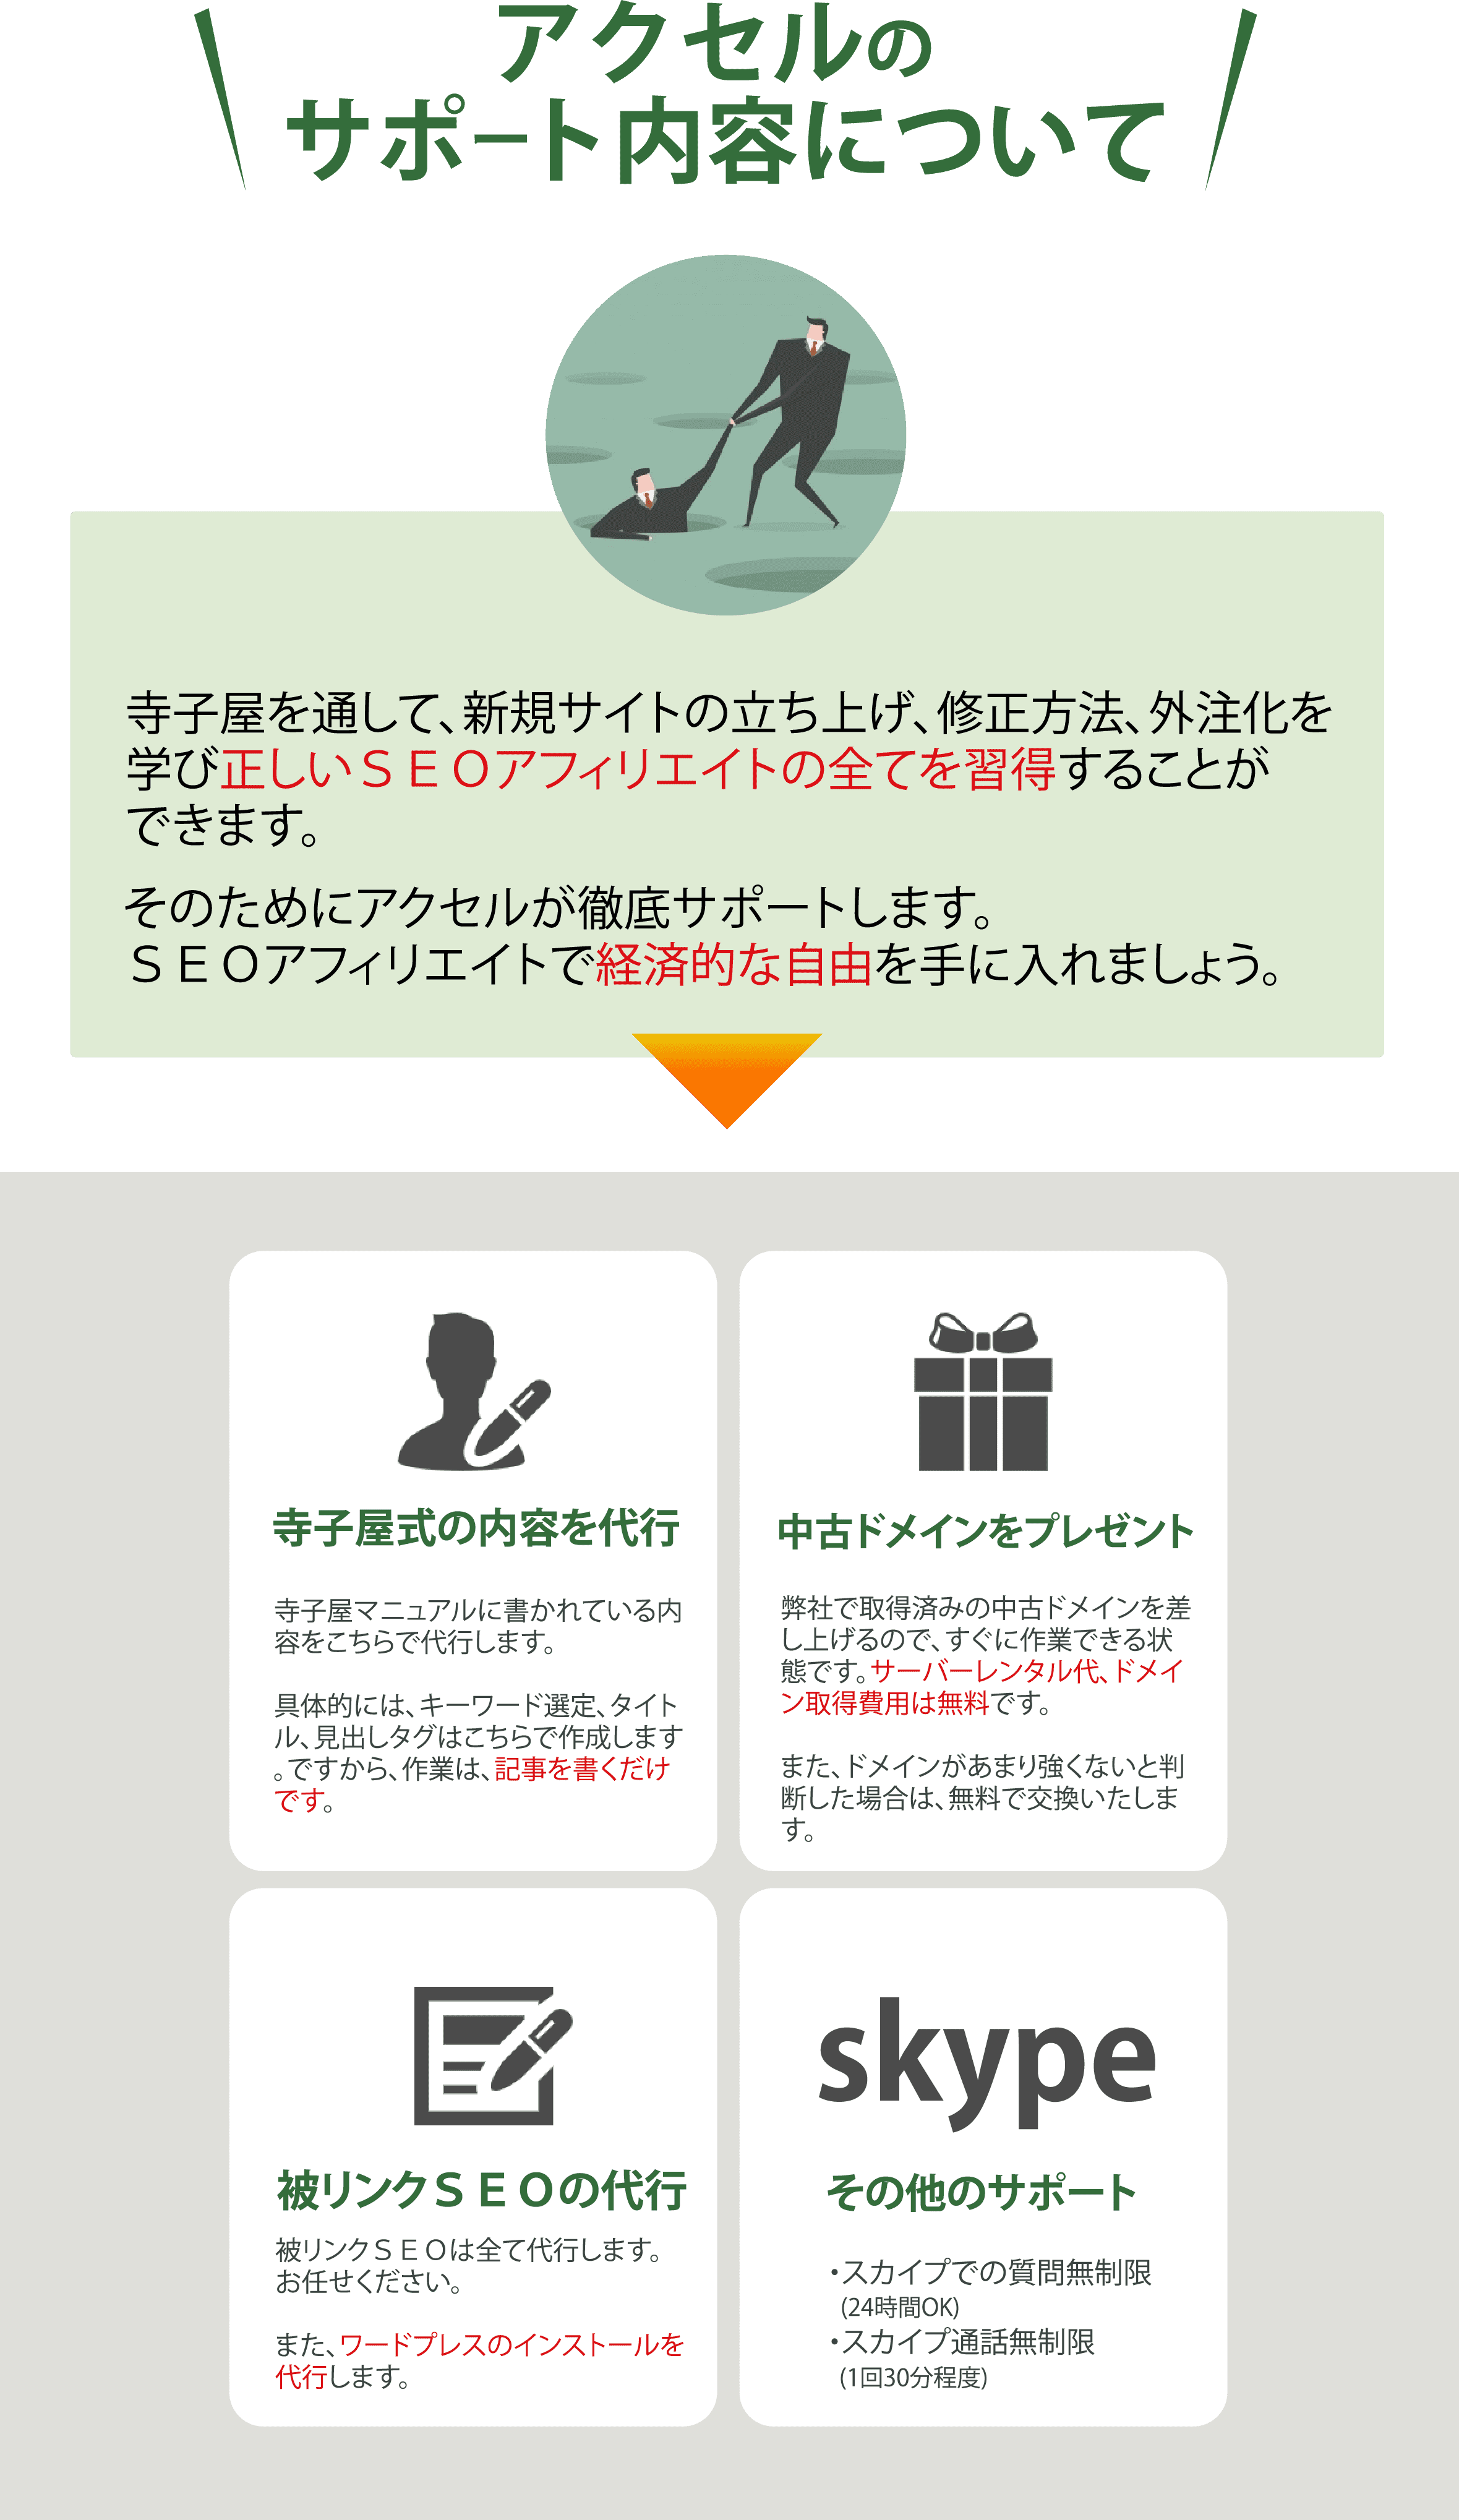 アクセルの
サポート内容について
寺子屋を通して、新規サイトの立ち上げ、修正方法、外注化を
学び正しいＳＥＯアフィリエイトの全てを習得することが
できます。
そのためにアクセルが徹底サポートします。
ＳＥＯアフィリエイトで経済的な自由を手に入れましょう。
寺子屋式の内容を代行
寺子屋マニュアルに書かれている内
容をこちらで代行します。
具体的には、キーワード選定、タイト
ル、見出しタグはこちらで作成します
。ですから、作業は、記事を書くだけ
です。
中古ドメインをプレゼント
弊社で取得済みの中古ドメインを差
し上げるので、すぐに作業できる状
態です。サーバーレンタル代、ドメイ
ン取得費用は無料です。
また、ドメインがあまり強くないと判
断した場合は、無料で交換いたしま
す。
被リンクＳＥＯの代行
被リンクＳＥＯは全て代行します。
お任せください。
また、ワードプレスのインストールを
代行します。
skype
その他のサポート
・スカイプでの質問無制限
(24時間OK)
・スカイプ通話無制限
(1回30分程度)